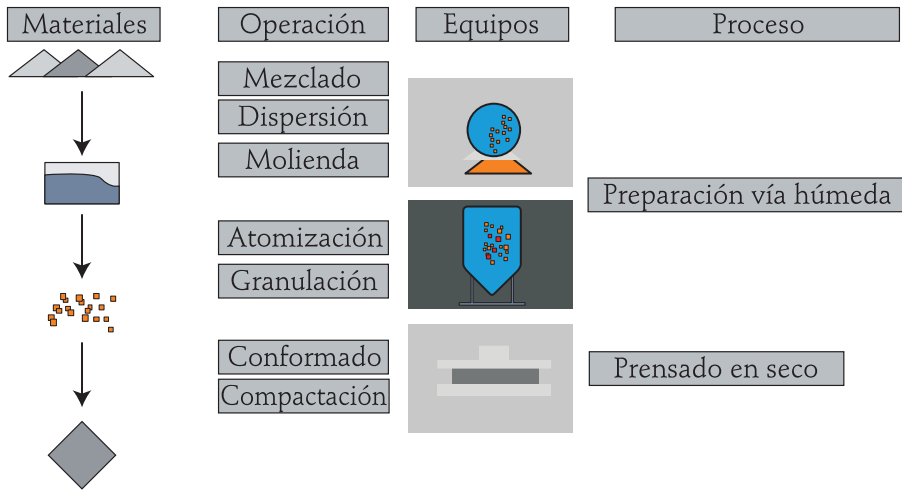 Materiales
Operación
Equipos
Proceso
Mezclado
Dispersión
Molienda
Preparación vía húmeda
Atomización
Granulación
Conformado
Compactación
Prensado en seco